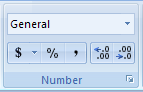 General
$ % , .0 .00 .00 .0
Number